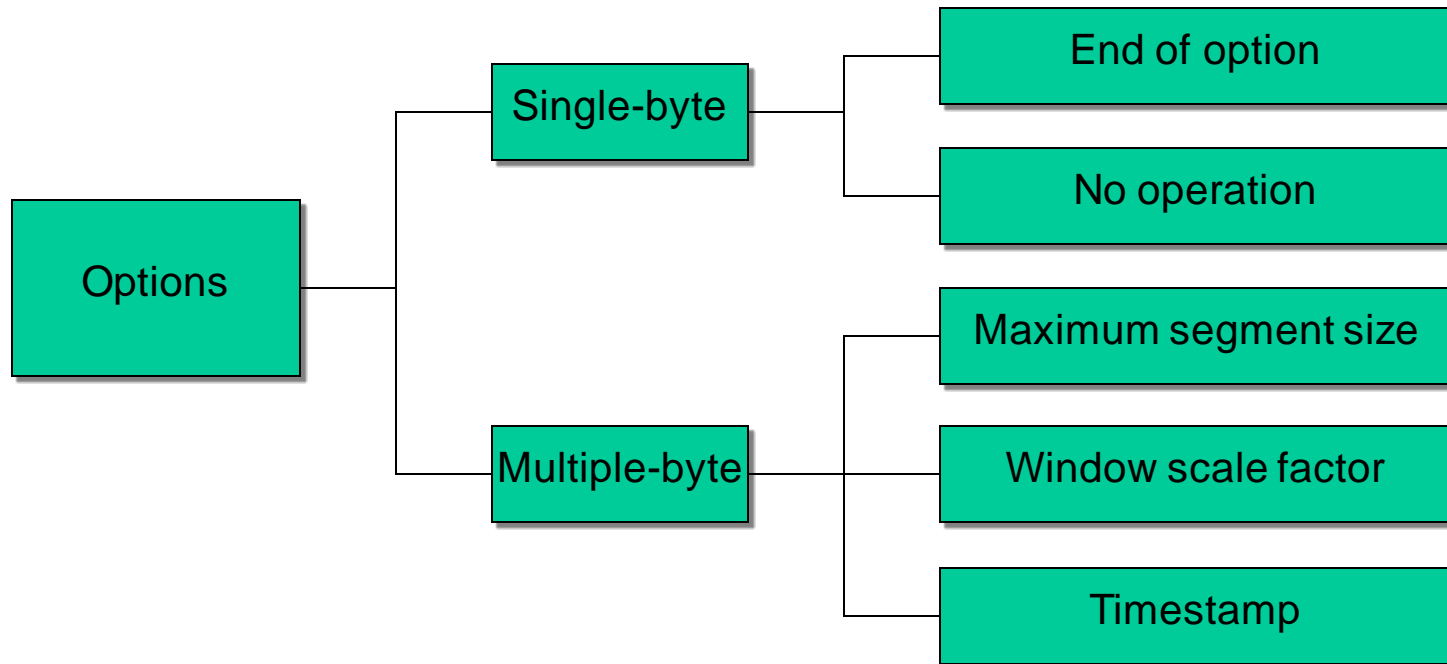 Options
Single-byte
End of option
No operation
Multiple-byte
Maximum segment size
Window scale factor
Timestamp